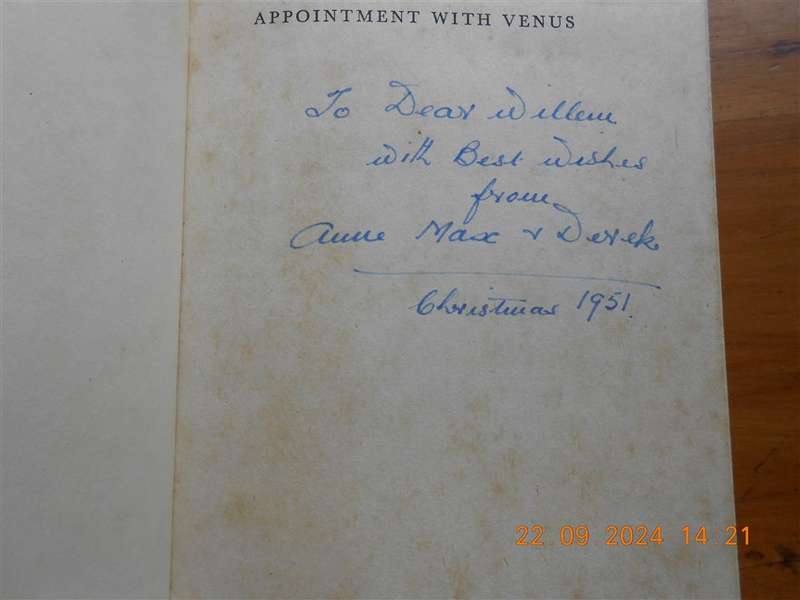 APPOINTMENT WITH VENUS
To Dear Willem
with Best wishes
from
Anne Max & Derek
Christmas 1951.
22 09 2024 14:21